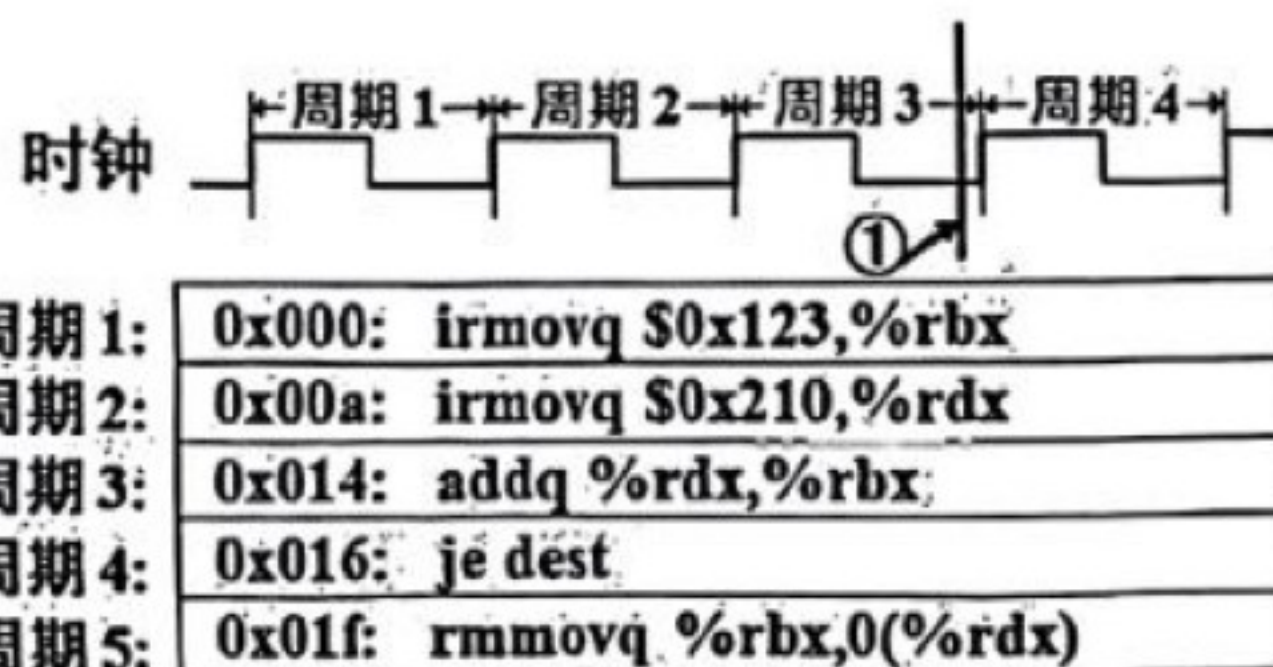 周期1 周期2 周期3 周期4
时钟
①
周期1: 0x000: irmovq $0x123,%rbx
周期2: 0x00a: irmovq $0x210,%rdx
周期3: 0x014: addq %rdx,%rbx
周期4: 0x016: je dest
周期5: 0x01f: rmmovq %rbx,0(%rdx)